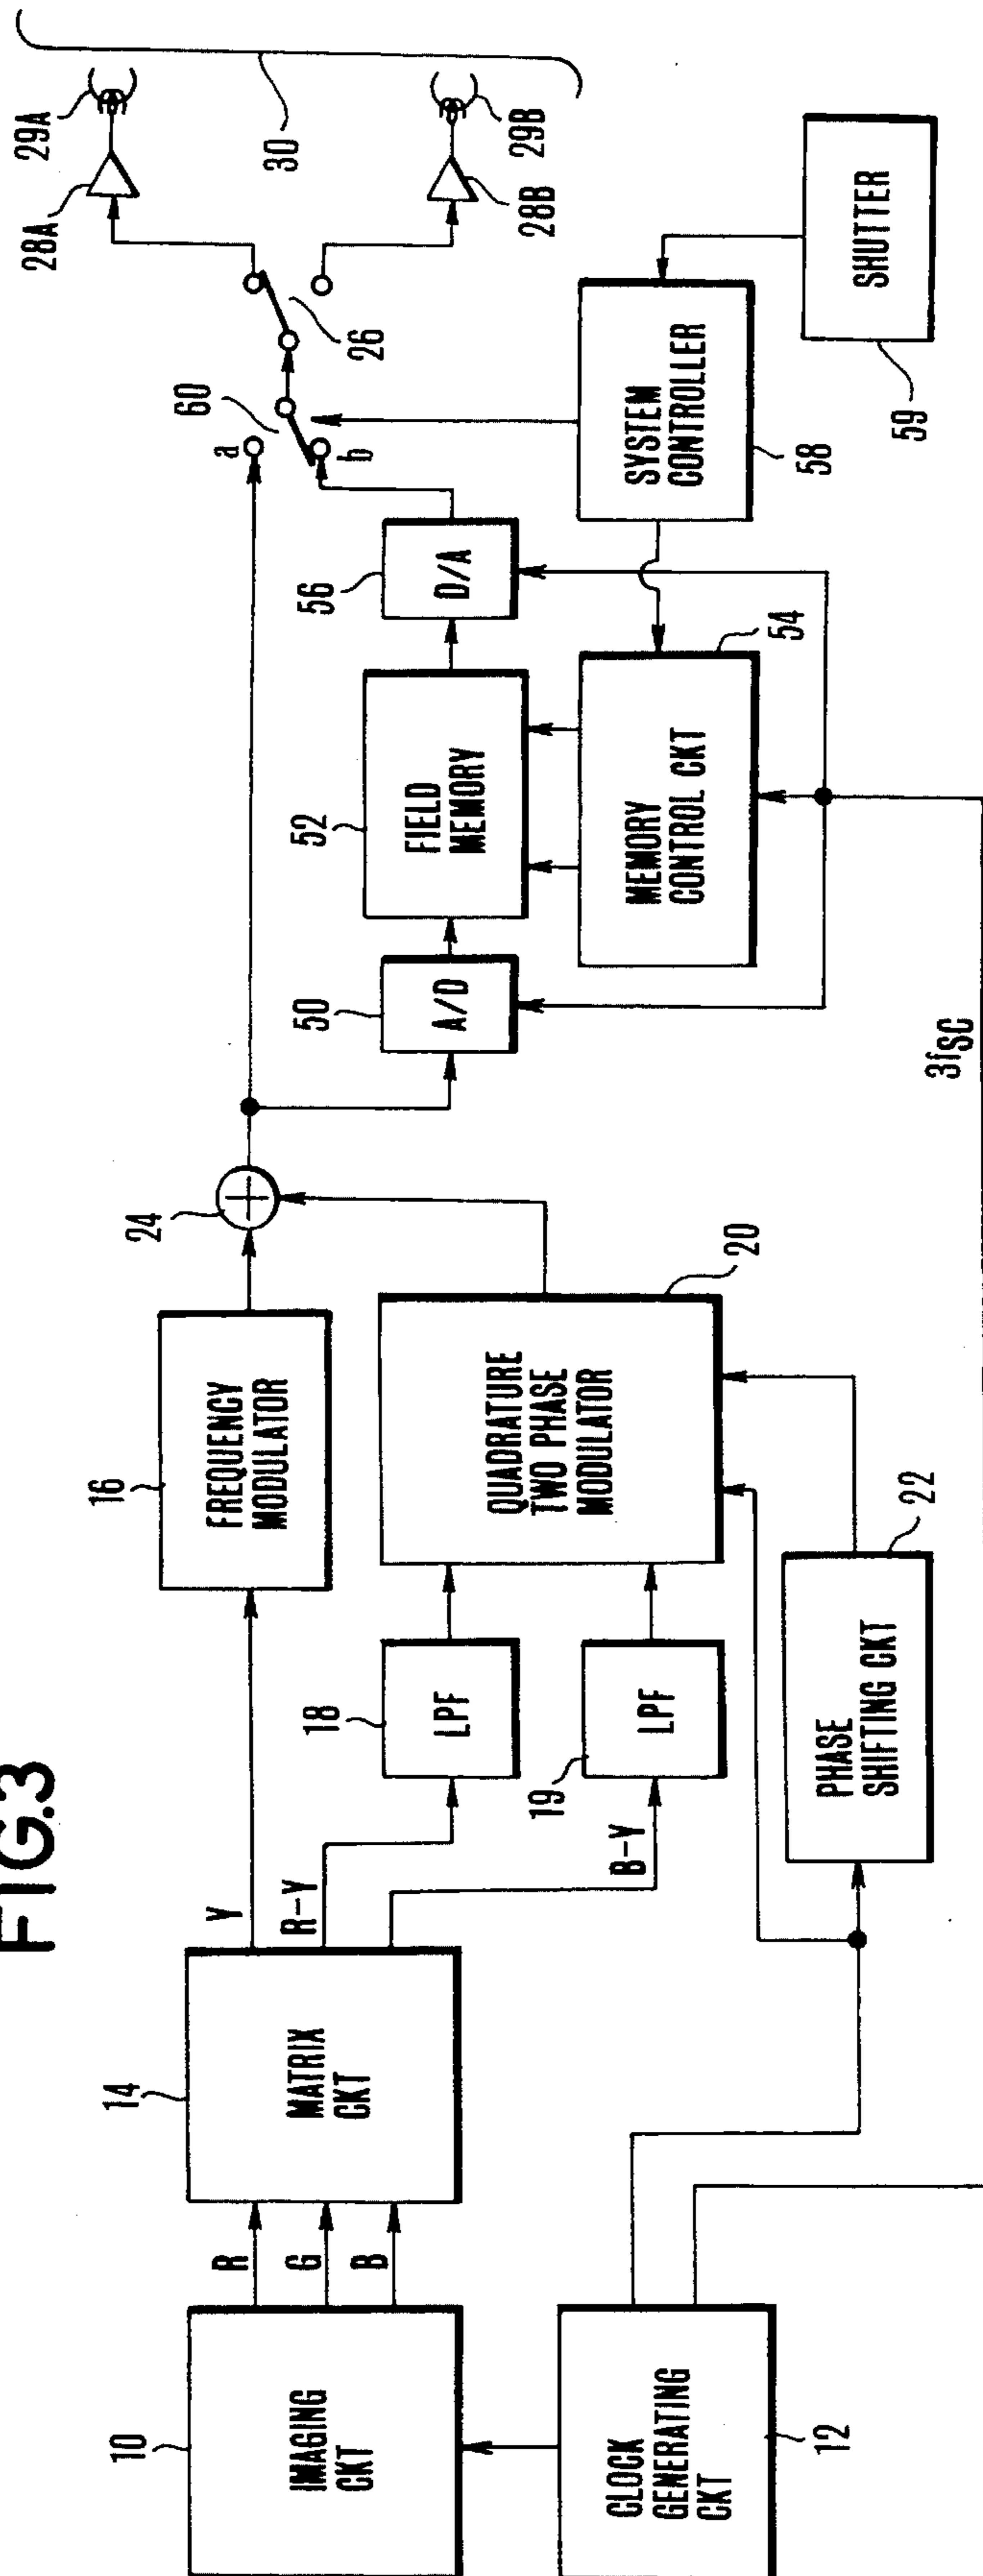 FIG.3
10
IMAGING
CKT
R
G
B
12
CLOCK
GENERATING
CKT
14
MATRIX
CKT
Y
R-Y
B-Y
16
FREQUENCY
MODULATOR
18
LPF
19
LPF
20
QUADRATURE
TWO PHASE
MODULATOR
22
PHASE
SHIFTING CKT
24
50
A/D
52
FIELD
MEMORY
54
MEMORY
CONTROL CKT
56
D/A
3fSC
60
a
b
26
28A
29A
28B
29B
30
58
SYSTEM
CONTROLLER
59
SHUTTER